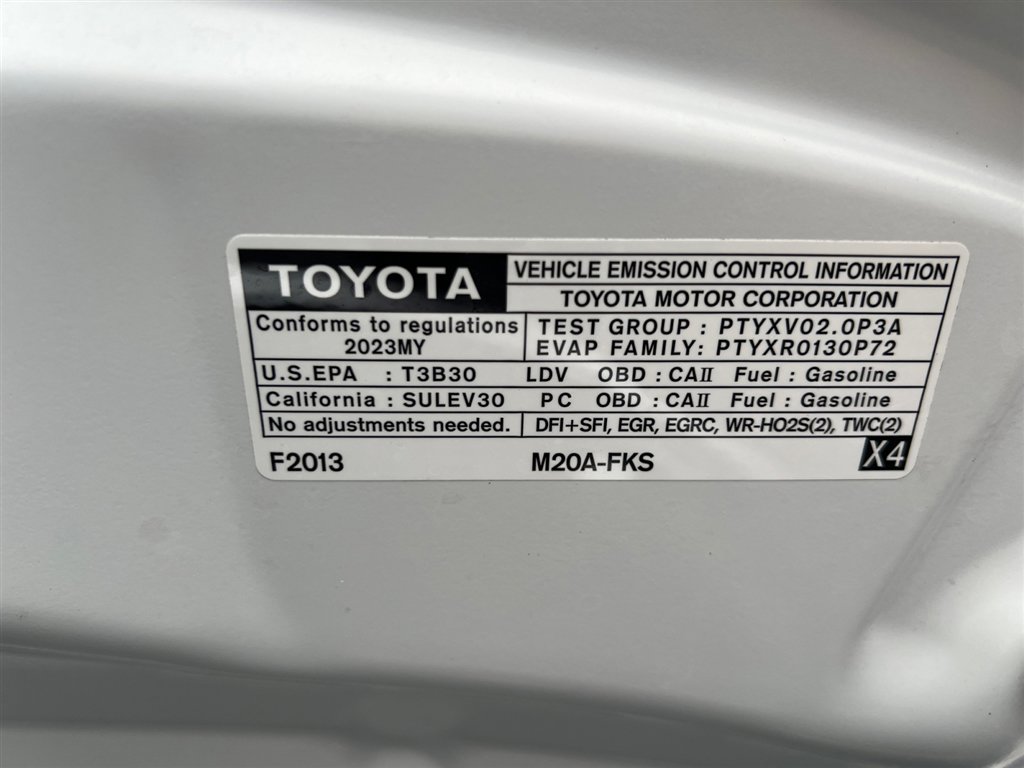 TOYOTA
VEHICLE EMISSION CONTROL INFORMATION
TOYOTA MOTOR CORPORATION
Conforms to regulations
2023MY
TEST GROUP : PTYXV02.0P3A
EVAP FAMILY: PTYXR0130P72
U.S.EPA : T3B30 LDV OBD : CAⅡ Fuel : Gasoline
California : SULEV30 PC OBD : CAⅡ Fuel : Gasoline
No adjustments needed. DFI+SFI, EGR, EGRC, WR-HO2S(2), TWC(2)
F2013 M20A-FKS X4